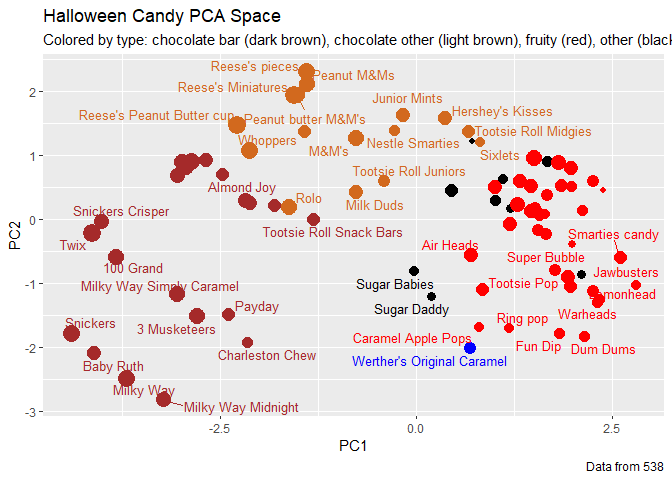 Halloween Candy PCA Space
Colored by type: chocolate bar (dark brown), chocolate other (light brown), fruity (red), other (blac
Reese's pieces
Peanut M&Ms
Reese's Miniatures
Junior Mints
Reese's Peanut Butter cup
Peanut butter M&M's
Hershey's Kisses
Whoppers
Nestle Smarties
Tootsie Roll Midgies
M&M's
Sixlets
Tootsie Roll Juniors
Almond Joy
Rolo
Milk Duds
Snickers Crisper
Tootsie Roll Snack Bars
Smarties candy
Twix
Air Heads
Super Bubble
100 Grand
Jawbusters
Milky Way Simply Caramel
Sugar Babies
Tootsie Pop
Lemonhead
Payday
Sugar Daddy
Warheads
Snickers
3 Musketeers
Ring pop
Caramel Apple Pops
Fun Dip
Dum Dums
Charleston Chew
Werther's Original Caramel
Baby Ruth
Milky Way
Milky Way Midnight
2
1
0
-1
-2
-3
PC2
-2.5
0.0
2.5
PC1
Data from 538